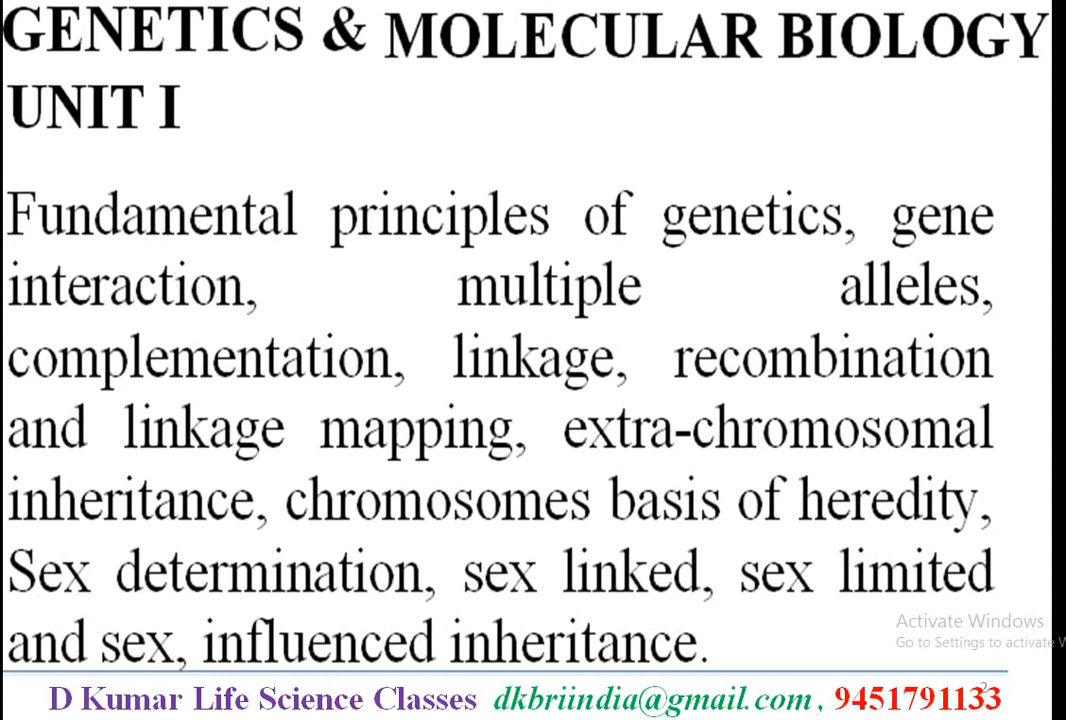 GENETICS & MOLECULAR BIOLOGY
UNIT I
Fundamental principles of genetics, gene
interaction, multiple alleles,
complementation, linkage, recombination
and linkage mapping, extra-chromosomal
inheritance, chromosomes basis of heredity,
Sex determination, sex linked, sex limited
and sex, influenced inheritance.
Activate Windows
Go to Settings to activate W
2
D Kumar Life Science Classes dkbriindia@gmail.com, 9451791133